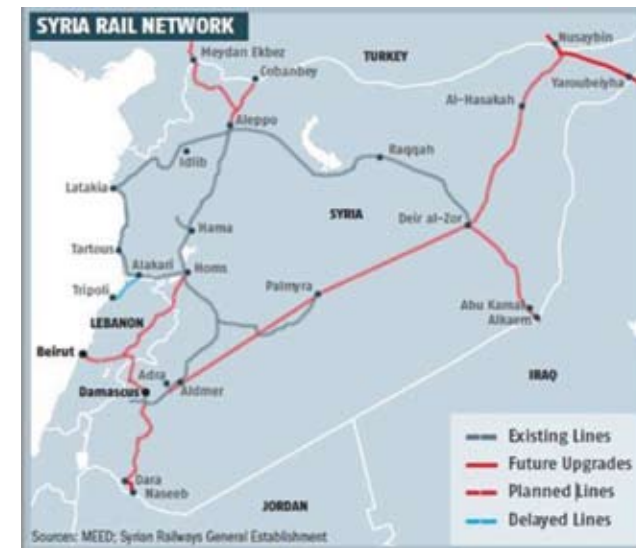 SYRIA RAIL NETWORK
Nusaybin
Meydan Ekbez
TURKEY
Cobanbey
Yaroubeiyha
Al-Hasakah
Aleppo
Raqqah
Idlib
Latakia
SYRIA
Deir al-Zor
Hama
Tartous
Alakari
Homs
Tripoli
Palmyra
Abu Kamal
LEBANON
Alkaem
Beirut
Adra
IRAQ
Damascus
Aldmer
Existing Lines
Future Upgrades
Dara
Planned Lines
Naseeb
JORDAN
Delayed Lines
Sources: MEED; Syrian Railways General Establishment